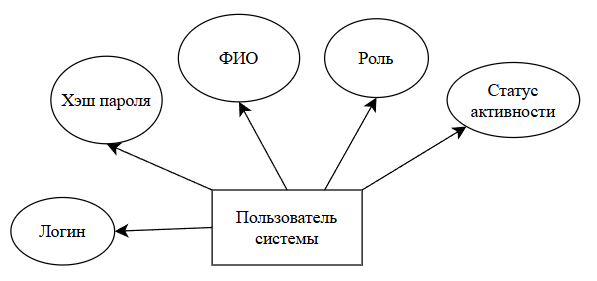 ФИО
Роль
Хэш пароля
Статус
активности
Логин
Пользователь
системы